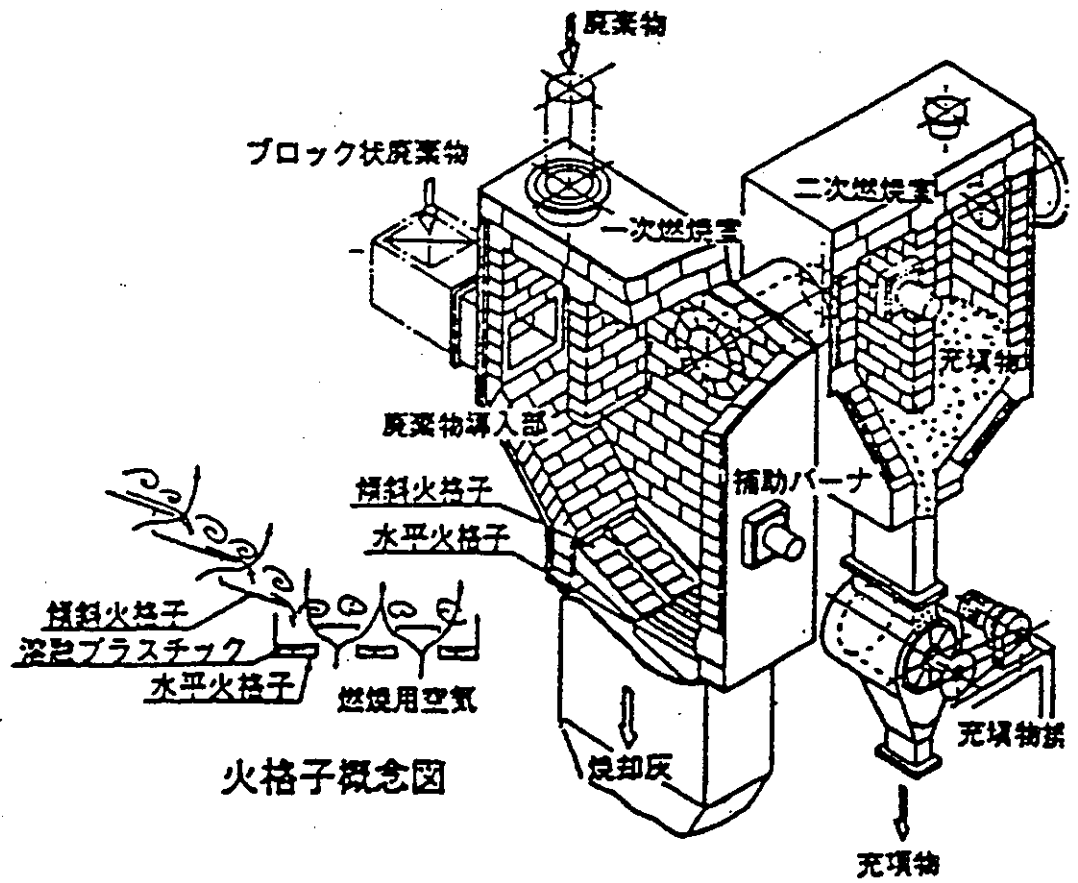 廃棄物
ブロック状廃棄物
一次燃焼室
二次燃焼室
充填物
廃棄物導入部
傾斜火格子
水平火格子
補助バーナ
傾斜火格子
溶融プラスチック
水平火格子
燃焼用空気
火格子概念図
焼却灰
充填物